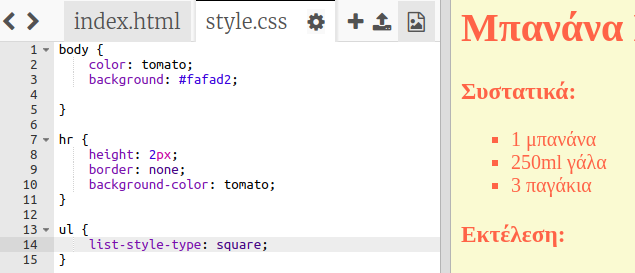 index.html style.css
1 body {
2 color: tomato;
3 background: #fafad2;
4
5 }
6
7 hr {
8 height: 2px;
9 border: none;
10 background-color: tomato;
11 }
12
13 ul {
14 list-style-type: square;
15 }
Μπανάνα
Συστατικά:
1 μπανάνα
250ml γάλα
3 παγάκια
Εκτέλεση: